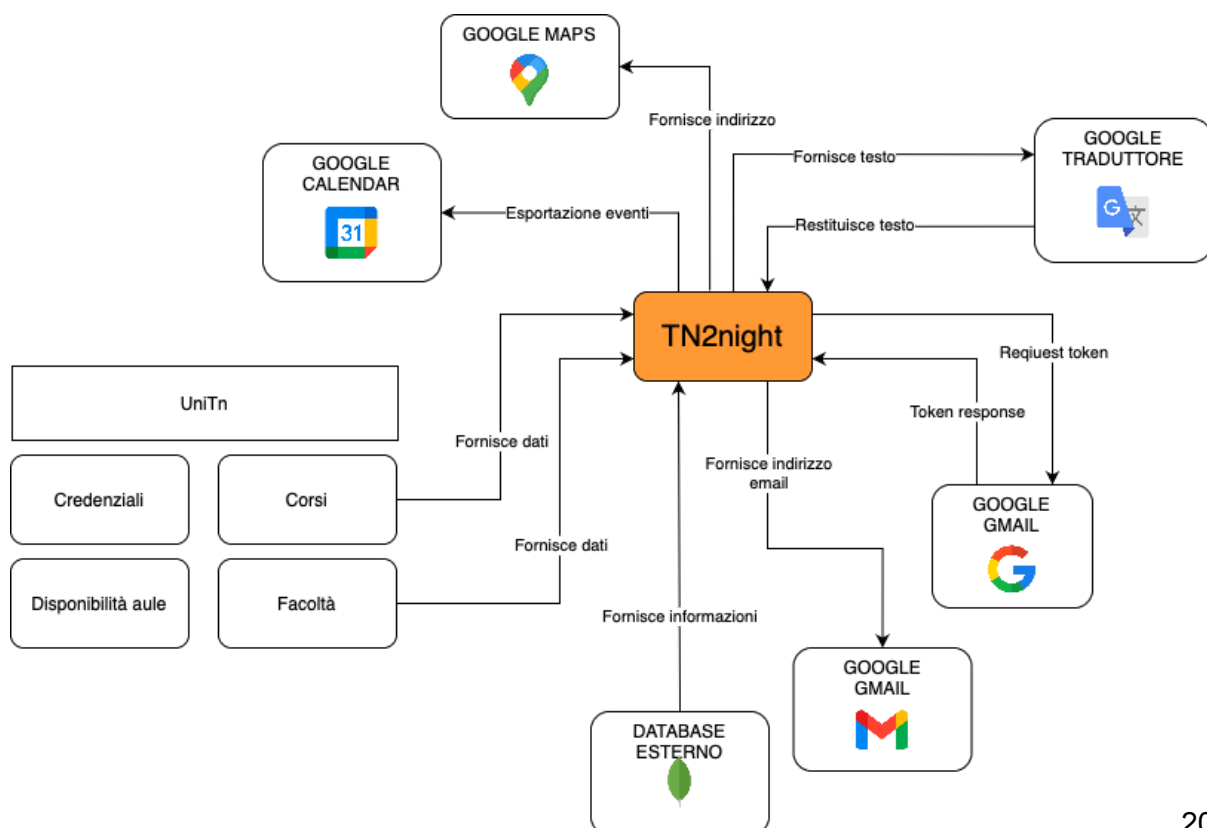 GOOGLE MAPS
Fornisce indirizzo
GOOGLE
TRADUTTORE
Fornisce testo
GOOGLE
CALENDAR
31
Esportazione eventi
Restituisce testo
G
文
TN2night
Reqiuest token
UniTn
Token response
Fornisce dati
Fornisce indirizzo
email
Credenziali
Corsi
GOOGLE
GMAIL
G
Fornisce dati
Disponibilità aule
Facoltà
Fornisce informazioni
GOOGLE
GMAIL
DATABASE
ESTERNO
20